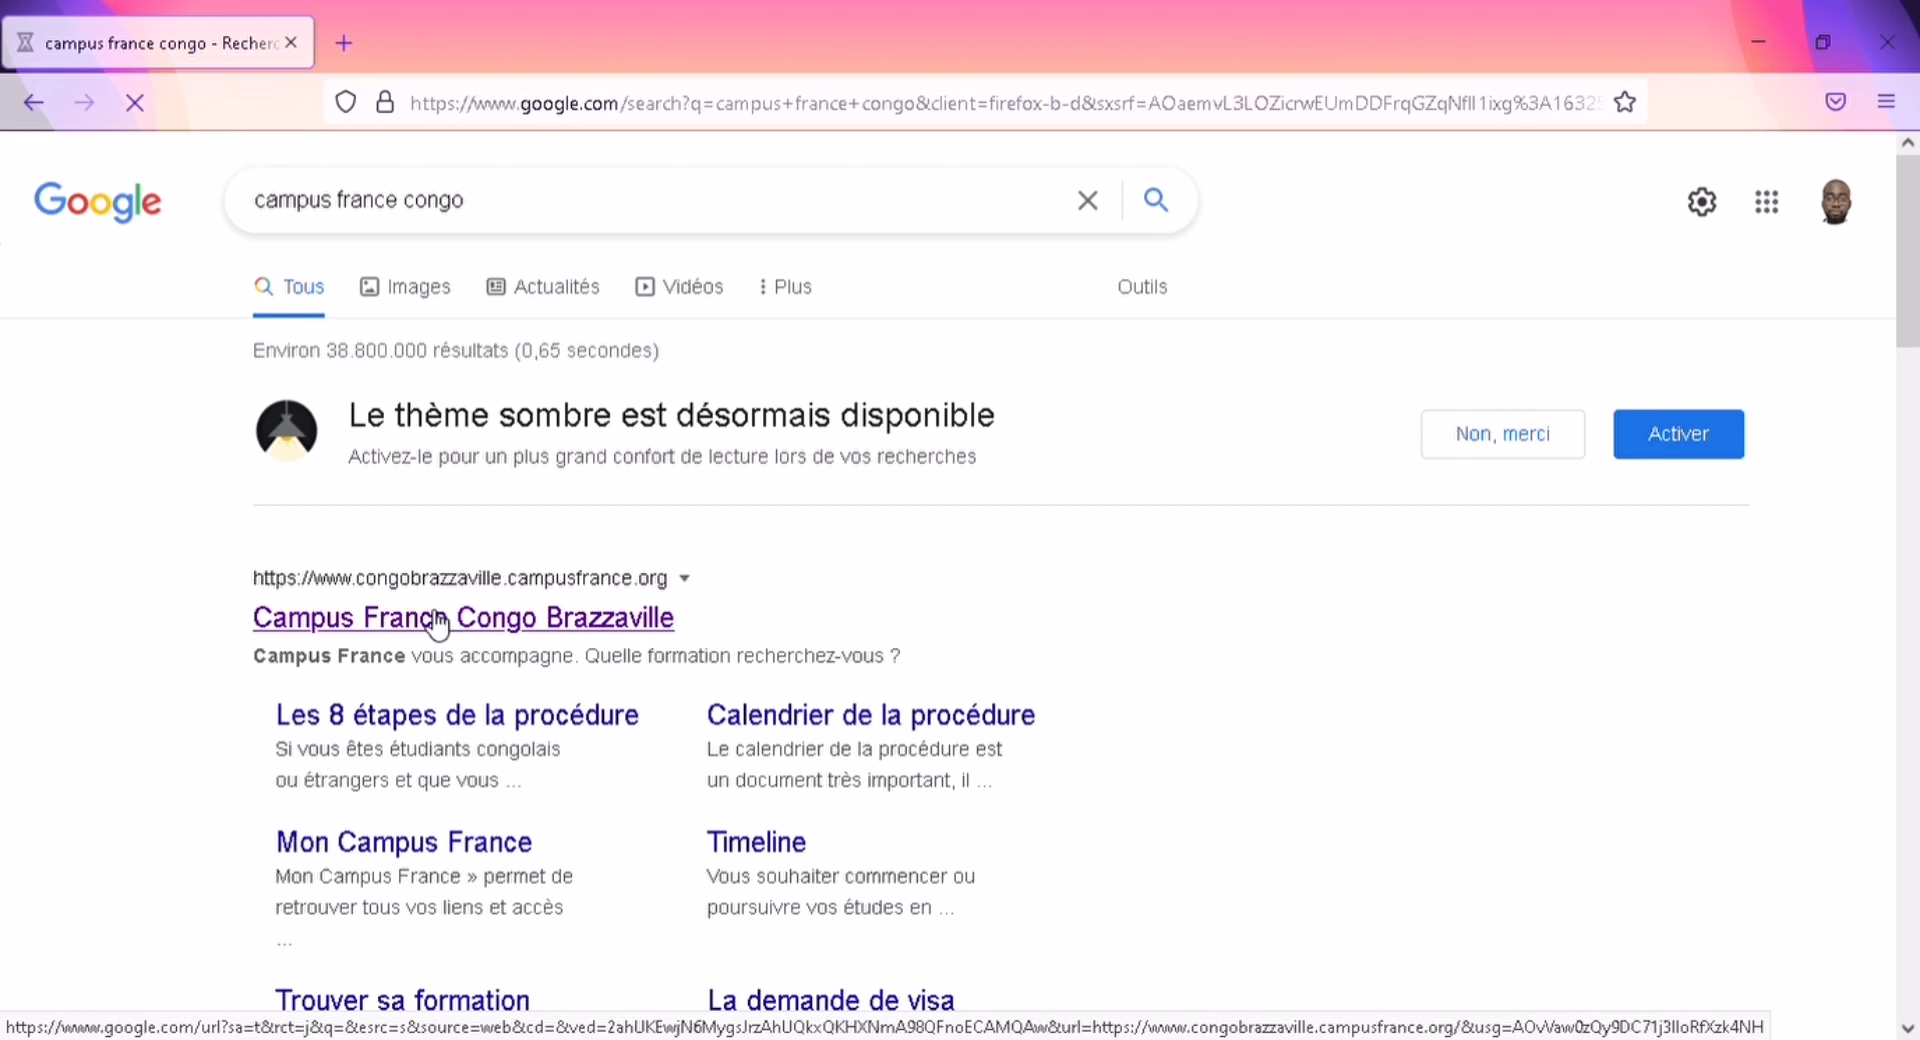 campus france congo - Recherc
https://www.google.com/search?q=campus+france+congo&client=firefox-b-d&sxsrf=AOaemvL3LOZicrwEUmDDFrqGZqNfll1ixg%3A1632
Google
campus france congo
Tous Images Actualités Vidéos Plus Outils
Environ 38.800.000 résultats (0,65 secondes)
Le thème sombre est désormais disponible
Activez-le pour un plus grand confort de lecture lors de vos recherches
Non, merci
Activer
https://www.congobrazzaville.campusfrance.org
Campus France Congo Brazzaville
Campus France vous accompagne. Quelle formation recherchez-vous ?
Les 8 étapes de la procédure
Si vous êtes étudiants congolais
ou étrangers et que vous ...
Calendrier de la procédure
Le calendrier de la procédure est
un document très important, il ...
Mon Campus France
Mon Campus France » permet de
retrouver tous vos liens et accès
...
Timeline
Vous souhaiter commencer ou
poursuivre vos études en ...
Trouver sa formation
La demande de visa
https://www.google.com/url?sa=t&rct=j&q=&esrc=s&source=web&cd=&ved=2ahUKEwjN6MygsJrzAhUQkxQKHXNmA98QFnoECAMQAw&url=https://www.congobrazzaville.campusfrance.org/&usg=AOvVaw0zQy9DC71j3lloRfXzk4NH